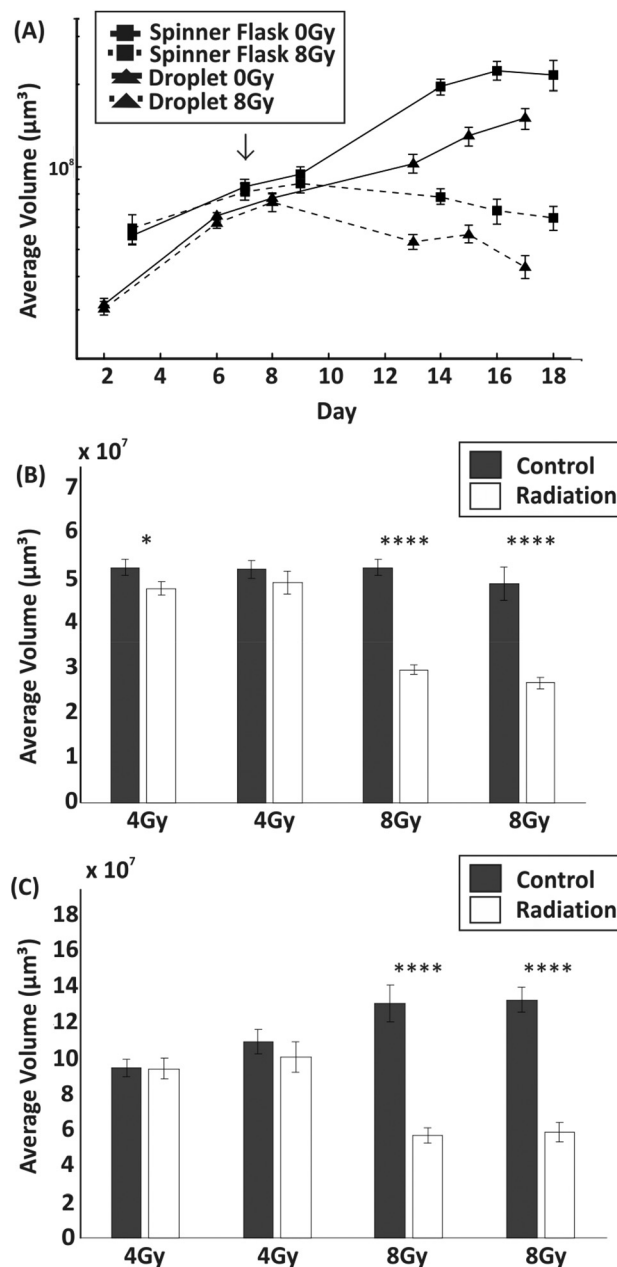 (A)
Spinner Flask 0Gy
Spinner Flask 8Gy
Droplet 0Gy
Droplet 8Gy
Average Volume (µm³)
10⁸
2 4 6 8 10 12 14 16 18
Day
(B)
x 10⁷
Control
Radiation
Average Volume (µm³)
7
6
5
4
3
2
1
0
* **** ****
4Gy 4Gy 8Gy 8Gy
(C)
x 10⁷
Control
Radiation
Average Volume (µm³)
18
16
14
12
10
8
6
4
2
0
**** ****
4Gy 4Gy 8Gy 8Gy